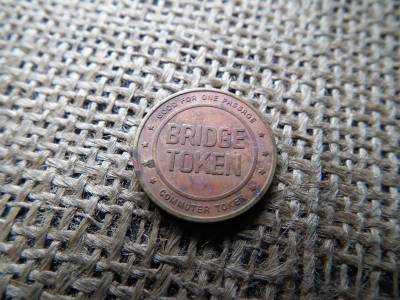 GOOD FOR ONE PASSAGE
BRIDGE
TOKEN
COMMUTER TOKEN